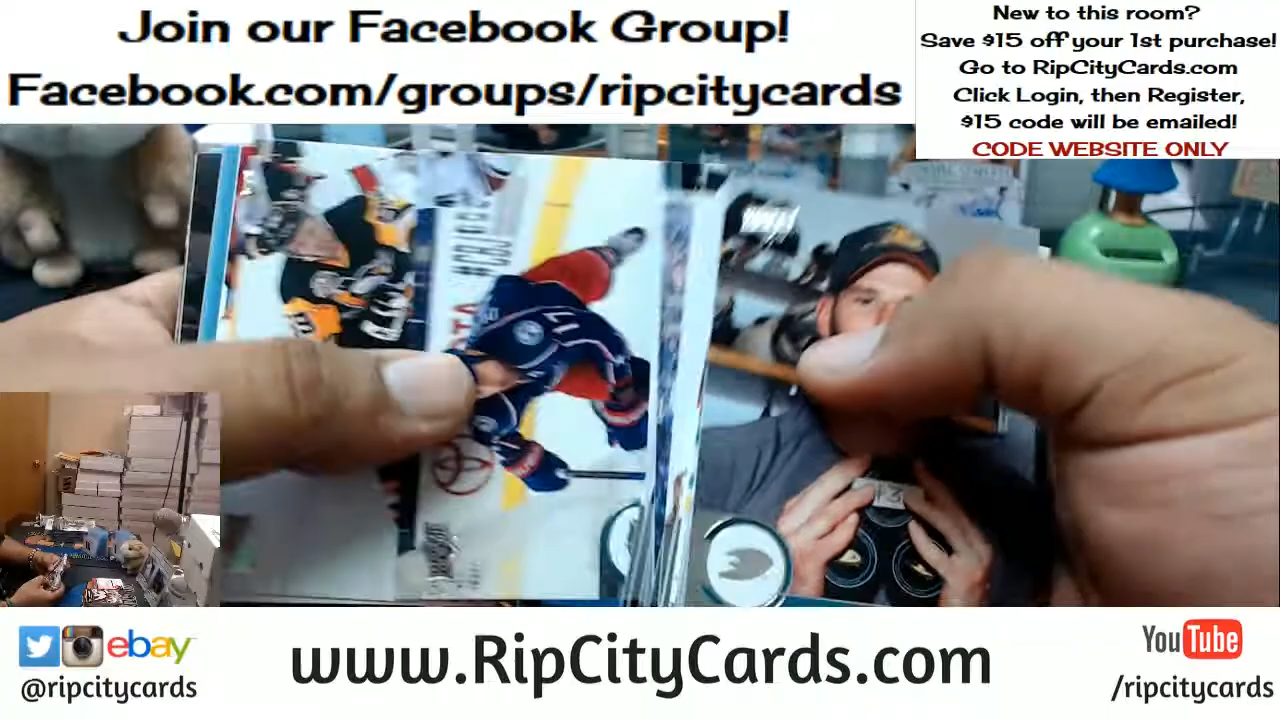 Join our Facebook Group!
Facebook.com/groups/ripcitycards
New to this room?
Save $15 off your 1st purchase!
Go to RipCityCards.com
Click Login, then Register,
$15 code will be emailed!
CODE WEBSITE ONLY
17
ebay
@ripcitycards
www.RipCityCards.com
YouTube
/ripcitycards